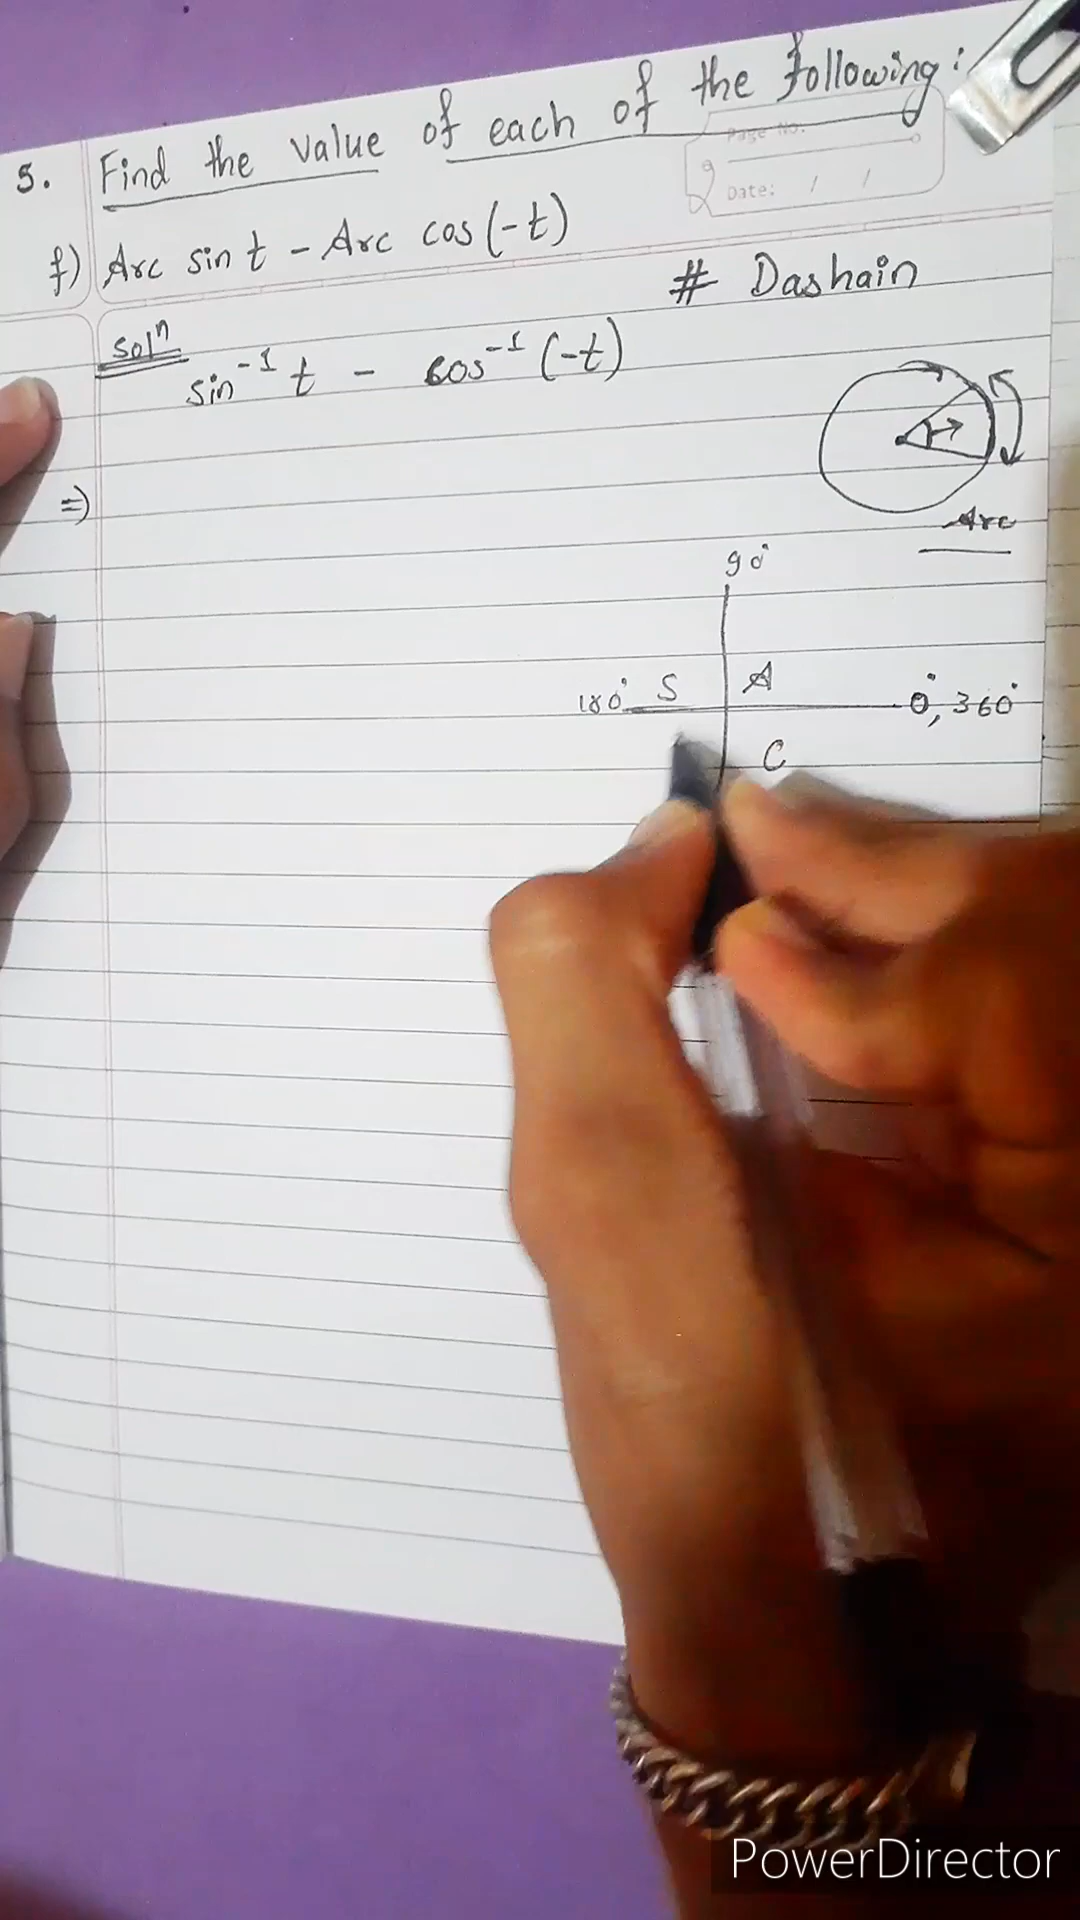 5. Find the value of each of the following:
Page No.
Date: / /
f) Arc sin t - Arc cos (-t)
# Dashain
Solⁿ
sin⁻¹ t - cos⁻¹ (-t)
=)
Arc
90°
180° S A 0°, 360°
C
PowerDirector